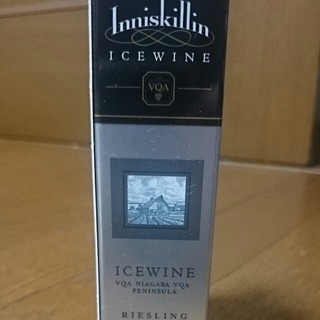 Inniskillin
ICEWINE
VQA
ICEWINE
VQA NIAGARA VQA
PENINSULA
RIESLING